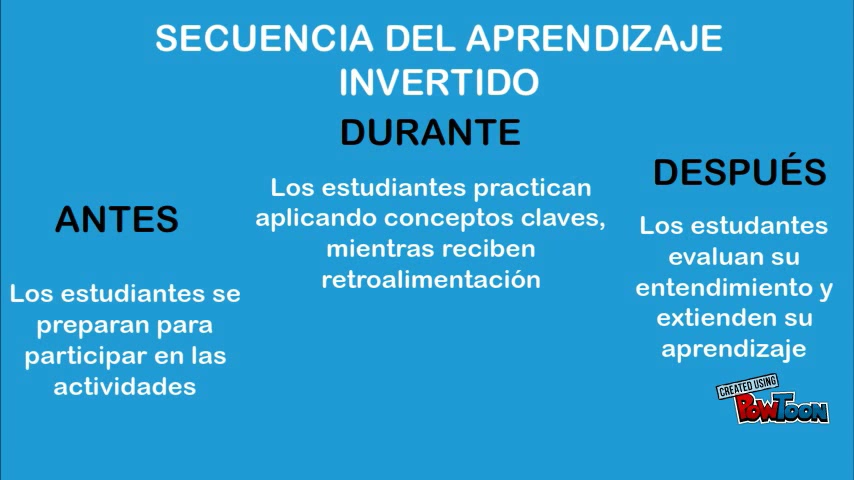 SECUENCIA DEL APRENDIZAJE
INVERTIDO
ANTES
Los estudiantes se
preparan para
participar en las
actividades
DURANTE
Los estudiantes practican
aplicando conceptos claves,
mientras reciben
retroalimentación
DESPUÉS
Los estudantes
evaluan su
entendimiento y
extienden su
aprendizaje
CREATED USING
POWTOON